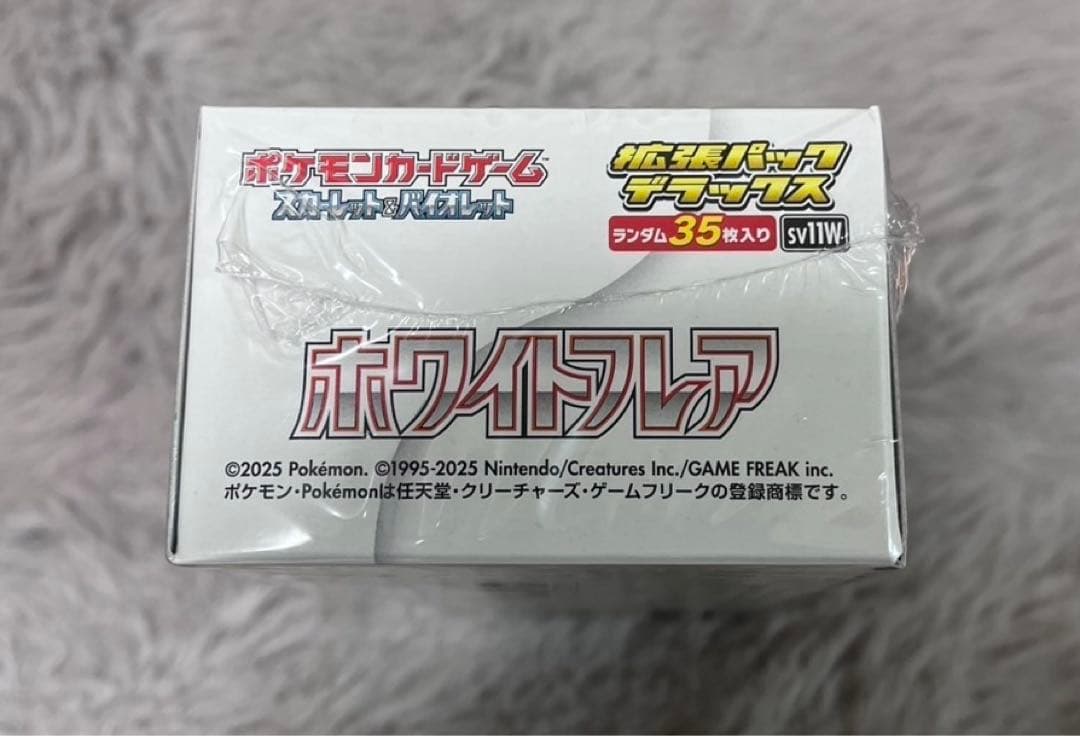 ポケモンカードゲーム™
スカーレット&バイオレット
拡張パック
デラックス
ランダム35枚入り SV11W
ホワイトフレア
©2025 Pokémon. ©1995-2025 Nintendo/Creatures Inc./GAME FREAK inc.
ポケモン・Pokémonは任天堂・クリーチャーズ・ゲームフリークの登録商標です。